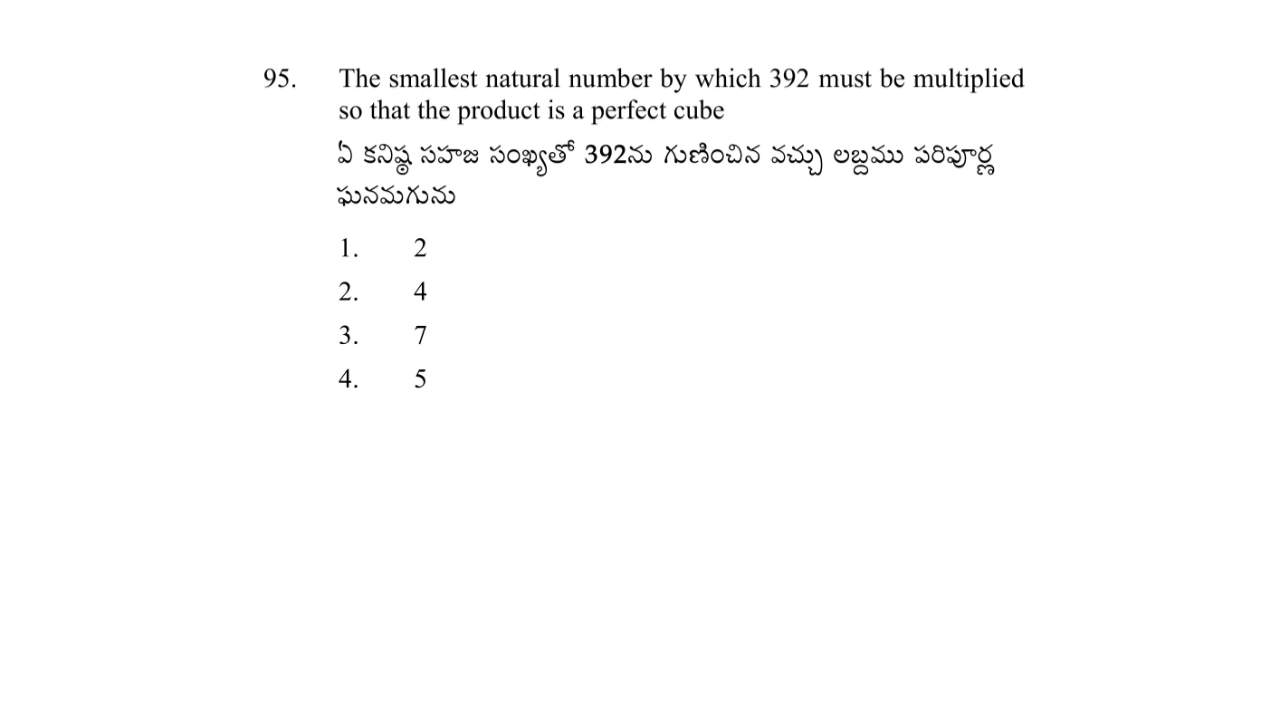 95. The smallest natural number by which 392 must be multiplied
so that the product is a perfect cube
ఏ కనిష్ఠ సహజ సంఖ్యతో 392ను గుణించిన వచ్చు లబ్దము పరిపూర్ణ
ఘనమగును
1. 2
2. 4
3. 7
4. 5